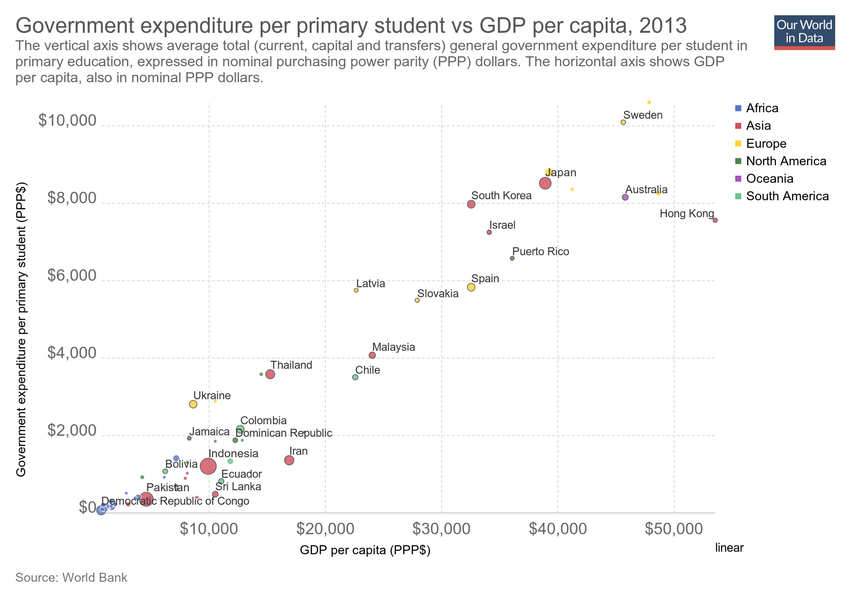 Government expenditure per primary student vs GDP per capita, 2013
Our World
in Data
The vertical axis shows average total (current, capital and transfers) general government expenditure per student in
primary education, expressed in nominal purchasing power parity (PPP) dollars. The horizontal axis shows GDP
per capita, also in nominal PPP dollars.
Africa
Asia
Europe
North America
Oceania
South America
Government expenditure per primary student (PPP$)
$10,000
$8,000
$6,000
$4,000
$2,000
$0
Sweden
Japan
South Korea
Australia
Hong Kong
Israel
Puerto Rico
Spain
Latvia
Slovakia
Malaysia
Thailand
Chile
Ukraine
Colombia
Jamaica
Dominican Republic
Indonesia
Iran
Bolivia
Ecuador
Pakistan
Sri Lanka
Democratic Republic of Congo
$10,000
$20,000
$30,000
$40,000
$50,000
GDP per capita (PPP$)
linear
Source: World Bank